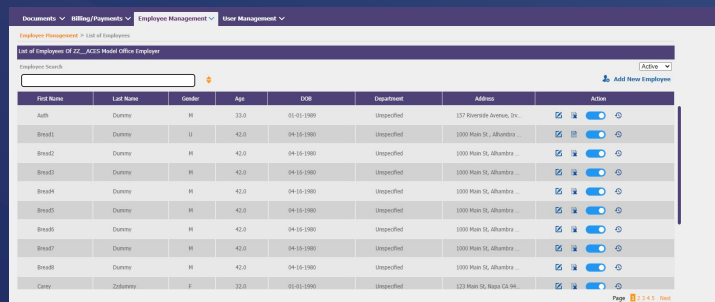 Documents Billing/Payments Employee Management User Management
Employee Management > List of Employees
List of Employees Of ZZ__ACES Model Office Employer
Employee Search
Active
Add New Employee
First Name Last Name Gender Age DOB Department Address Action
Auth Dummy M 33.0 01-01-1989 Unspecified 157 Riverside Avenue, Irv...
Bread1 Dummy U 42.0 04-16-1980 Unspecified 1000 Main St , Alhambra ...
Bread2 Dummy M 42.0 04-16-1980 Unspecified 1000 Main St, Alhambra ...
Bread3 Dummy M 42.0 04-16-1980 Unspecified 1000 Main St, Alhambra ...
Bread4 Dummy M 42.0 04-16-1980 Unspecified 1000 Main St, Alhambra ...
Bread5 Dummy M 42.0 04-16-1980 Unspecified 1000 Main St, Alhambra ...
Bread6 Dummy M 42.0 04-16-1980 Unspecified 1000 Main St, Alhambra ...
Bread7 Dummy M 42.0 04-16-1980 Unspecified 1000 Main St, Alhambra ...
Bread8 Dummy M 42.0 04-16-1980 Unspecified 1000 Main St, Alhambra ...
Carey Zzdummy F 32.0 01-01-1990 Unspecified 123 Main St, Napa CA 94...
Page 1 2 3 4 5 Next